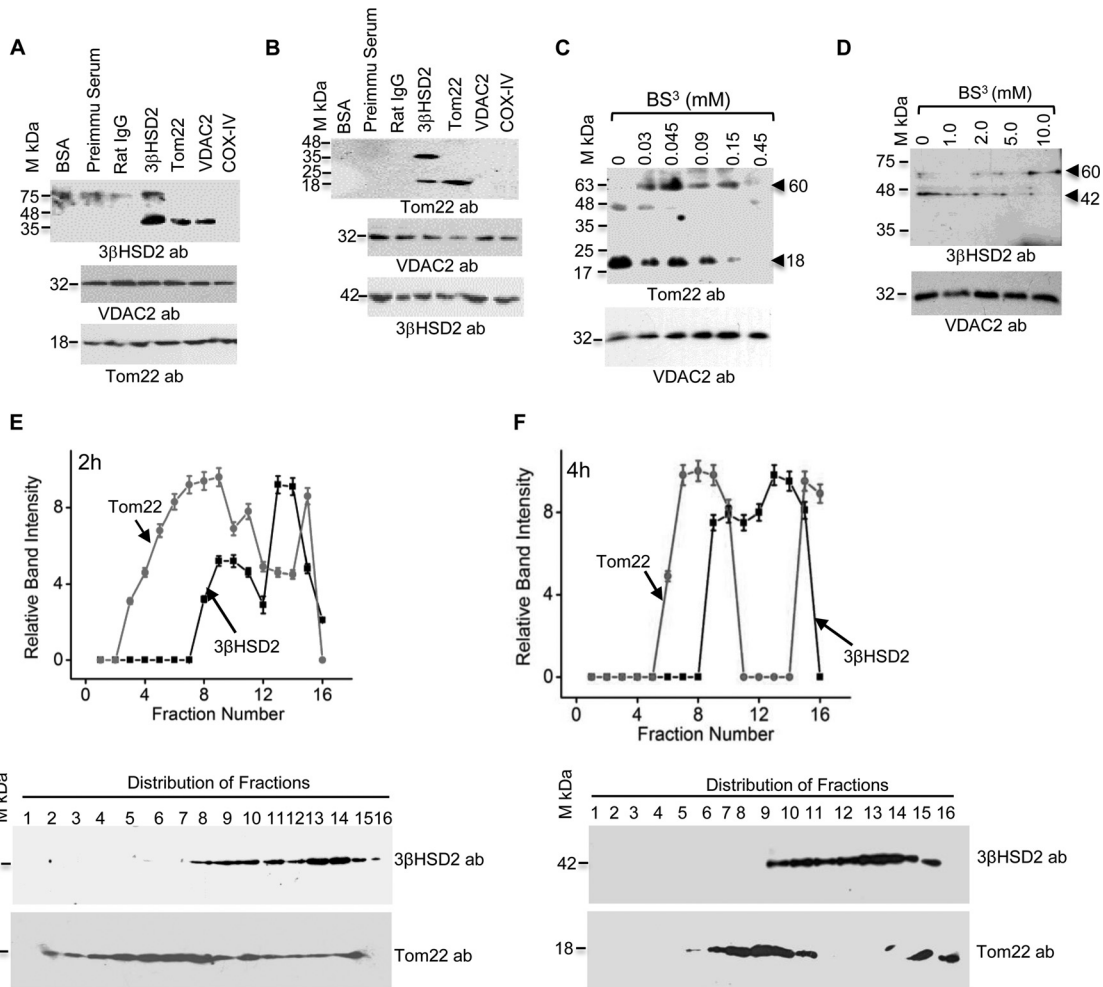 A
M kDa
BSA
Preimmu Serum
Rat IgG
3βHSD2
Tom22
VDAC2
COX-IV
75
48
35
3βHSD2 ab
32
VDAC2 ab
18
Tom22 ab
B
M kDa
BSA
Preimmu Serum
Rat IgG
3βHSD2
Tom22
VDAC2
COX-IV
48
35
25
18
Tom22 ab
32
VDAC2 ab
42
3βHSD2 ab
C
BS³ (mM)
M kDa
0
0.03
0.045
0.09
0.15
0.45
63
48
35
25
17
60
18
Tom22 ab
32
VDAC2 ab
D
BS³ (mM)
M kDa
0
1.0
2.0
5.0
10.0
75
48
35
60
42
3βHSD2 ab
32
VDAC2 ab
E
2h
Relative Band Intensity
8
4
0
Tom22
3βHSD2
0 4 8 12 16
Fraction Number
M kDa
Distribution of Fractions
1 2 3 4 5 6 7 8 9 10 11 12 13 14 15 16
3βHSD2 ab
Tom22 ab
F
4h
Relative Band Intensity
8
4
0
Tom22
3βHSD2
0 4 8 12 16
Fraction Number
M kDa
Distribution of Fractions
1 2 3 4 5 6 7 8 9 10 11 12 13 14 15 16
42
3βHSD2 ab
18
Tom22 ab